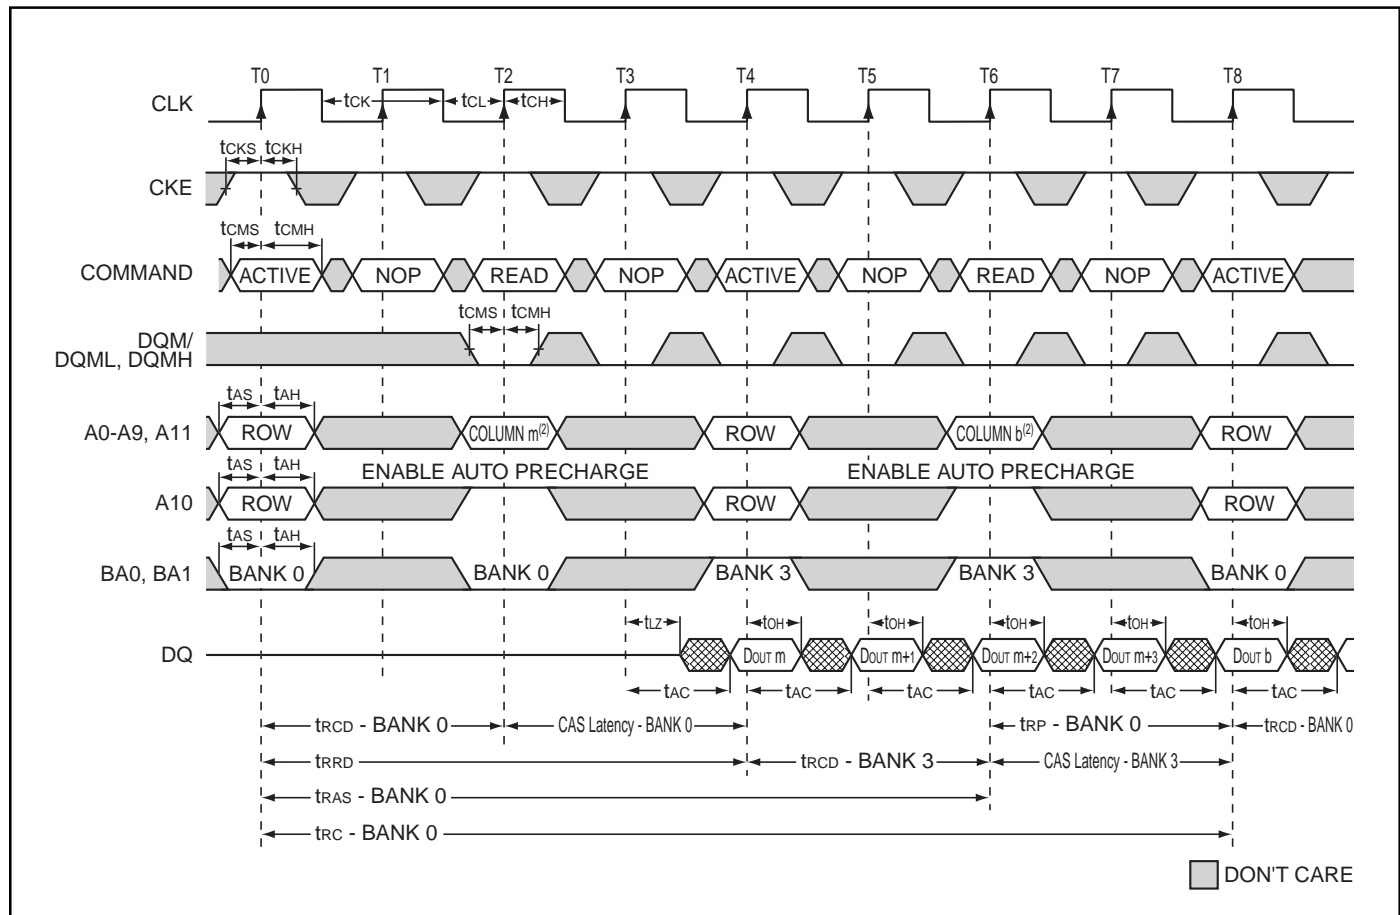 T0 T1 T2 T3 T4 T5 T6 T7 T8
CLK
tCK tCL tCH
tCKS tCKH
CKE
tCMS tCMH
COMMAND ACTIVE NOP READ NOP ACTIVE NOP READ NOP ACTIVE
tCMS tCMH
DQM/
DQML, DQMH
tAS tAH
A0-A9, A11 ROW COLUMN m(2) ROW COLUMN b(2) ROW
tAS tAH ENABLE AUTO PRECHARGE ENABLE AUTO PRECHARGE
A10 ROW ROW ROW
tAS tAH
BA0, BA1 BANK 0 BANK 0 BANK 3 BANK 3 BANK 0
tLZ tOH tOH tOH tOH tOH
DQ DOUT m DOUT m+1 DOUT m+2 DOUT m+3 DOUT b
tAC tAC tAC tAC tAC tAC
tRCD - BANK 0 CAS Latency - BANK 0 tRP - BANK 0 tRCD - BANK 0
tRRD tRCD - BANK 3 CAS Latency - BANK 3
tRAS - BANK 0
tRC - BANK 0
DON'T CARE